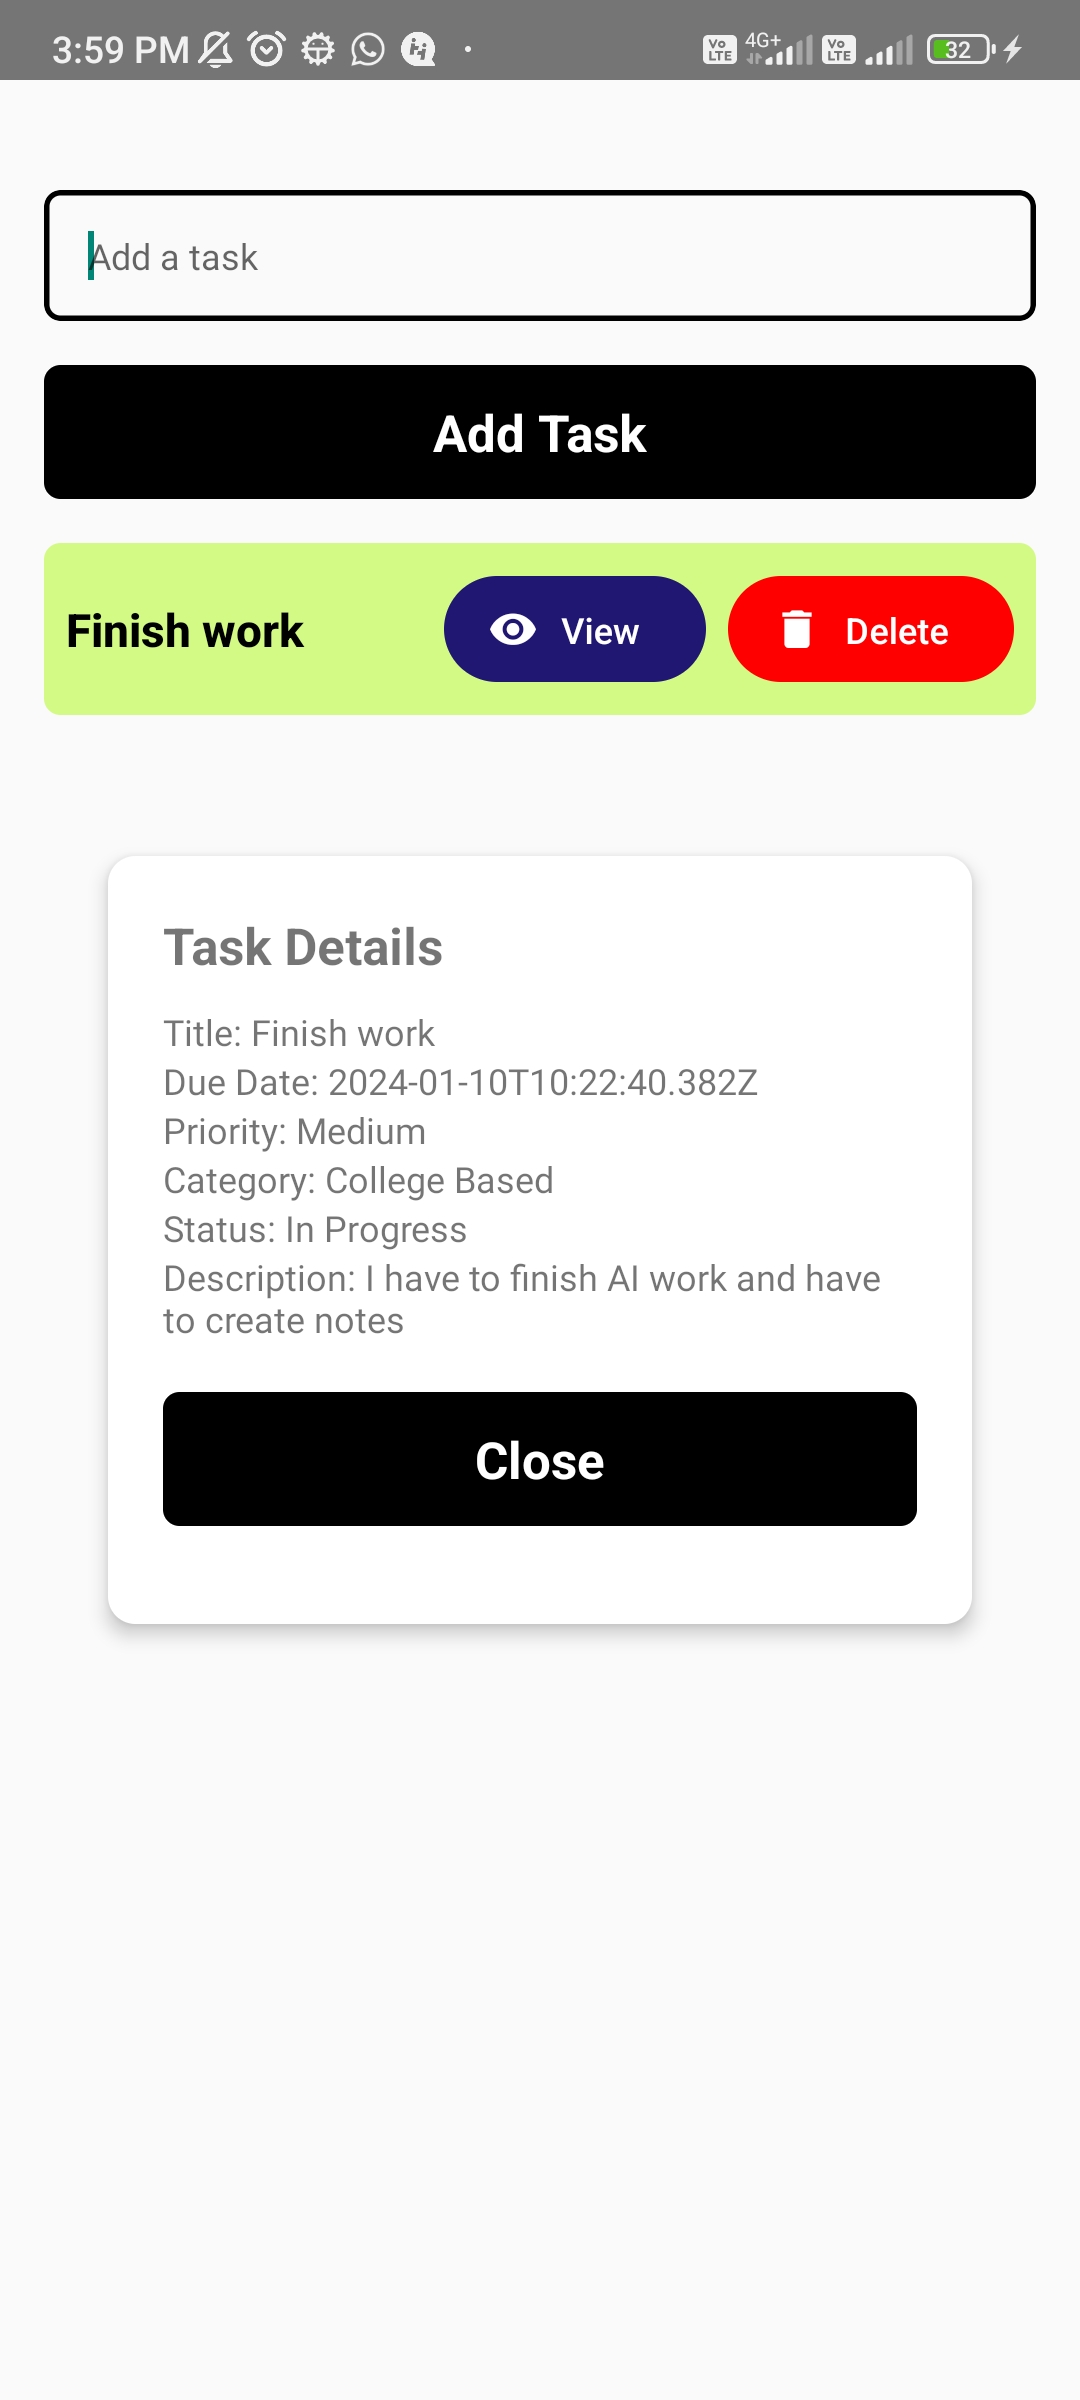 3:59 PM
Vo LTE 4G+ Vo LTE 32
Add a task
Add Task
Finish work
View
Delete
Task Details
Title: Finish work
Due Date: 2024-01-10T10:22:40.382Z
Priority: Medium
Category: College Based
Status: In Progress
Description: I have to finish AI work and have
to create notes
Close